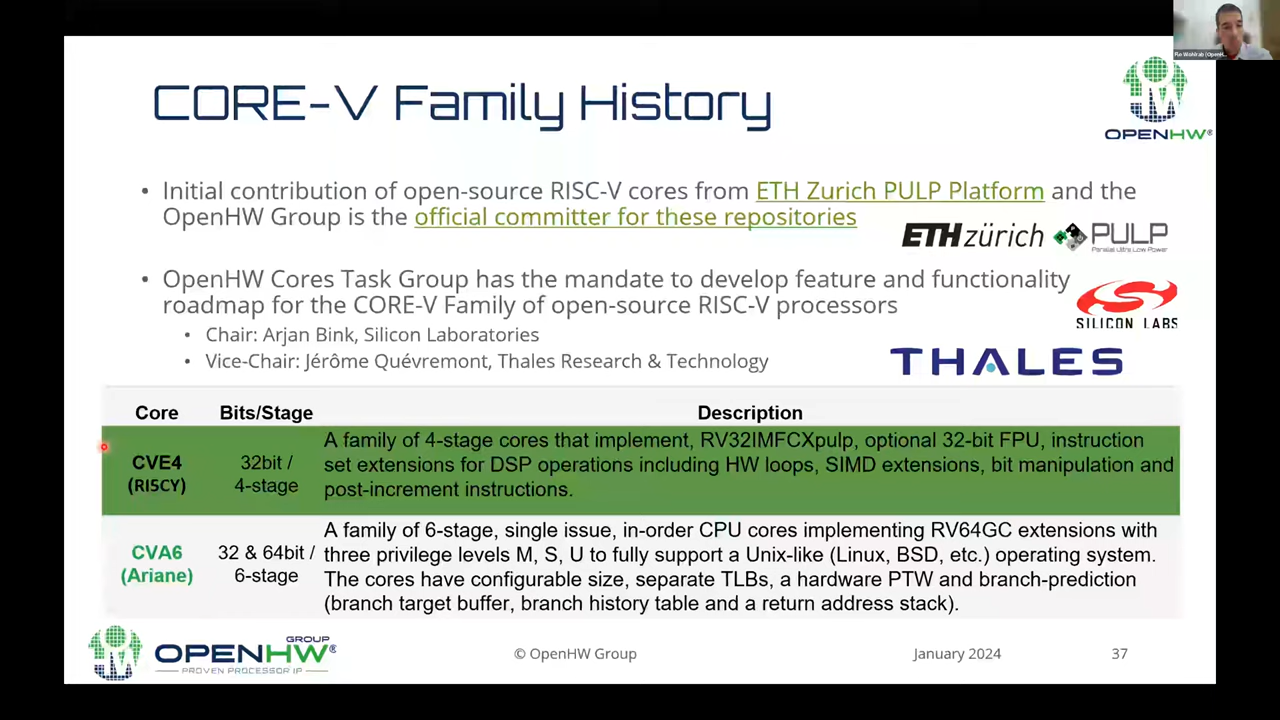 CORE-V Family History
OPENHW®
• Initial contribution of open-source RISC-V cores from ETH Zurich PULP Platform and the
OpenHW Group is the official committer for these repositories
ETH zürich
PULP
Parallel Ultra Low Power
• OpenHW Cores Task Group has the mandate to develop feature and functionality
roadmap for the CORE-V Family of open-source RISC-V processors
SILICON LABS
• Chair: Arjan Bink, Silicon Laboratories
• Vice-Chair: Jérôme Quévremont, Thales Research & Technology
THALES
Core Bits/Stage Description
CVE4
(RI5CY)
32bit /
4-stage
A family of 4-stage cores that implement, RV32IMFCXpulp, optional 32-bit FPU, instruction
set extensions for DSP operations including HW loops, SIMD extensions, bit manipulation and
post-increment instructions.
CVA6
(Ariane)
32 & 64bit /
6-stage
A family of 6-stage, single issue, in-order CPU cores implementing RV64GC extensions with
three privilege levels M, S, U to fully support a Unix-like (Linux, BSD, etc.) operating system.
The cores have configurable size, separate TLBs, a hardware PTW and branch-prediction
(branch target buffer, branch history table and a return address stack).
GROUP
OPENHW®
PROVEN PROCESSOR IP
© OpenHW Group
January 2024
37